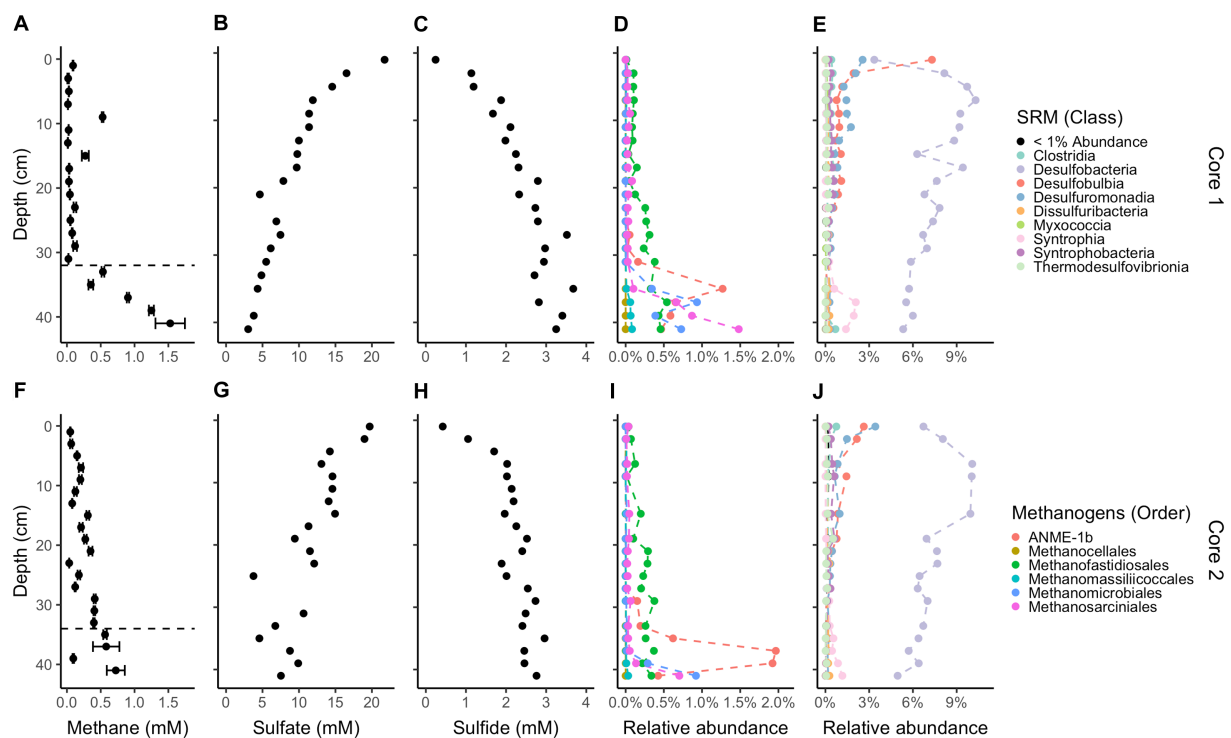 A B C D E
0
10
20
30
40
Depth (cm)
0.0 0.5 1.0 1.5
0 5 10 15 20
0 1 2 3 4
0.0% 0.5% 1.0% 1.5% 2.0%
0% 3% 6% 9%
Core 1
SRM (Class)
< 1% Abundance
Clostridia
Desulfobacteria
Desulfobulbia
Desulfuromonadia
Dissulfuribacteria
Myxococcia
Syntrophia
Syntrophobacteria
Thermodesulfovibrionia
F G H I J
0
10
20
30
40
Depth (cm)
0.0 0.5 1.0 1.5
0 5 10 15 20
0 1 2 3 4
0.0% 0.5% 1.0% 1.5% 2.0%
0% 3% 6% 9%
Methane (mM) Sulfate (mM) Sulfide (mM) Relative abundance Relative abundance
Core 2
Methanogens (Order)
ANME-1b
Methanocellales
Methanofastidiosales
Methanomassiliicoccales
Methanomicrobiales
Methanosarciniales